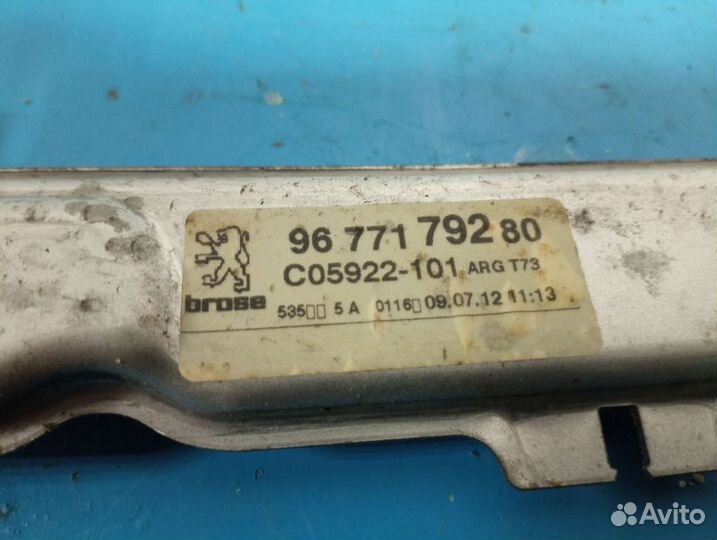 96 771 792 80
C05922-101 ARG T73
brose
535▯▯ 5 A 0116▯ 09.07.12 11:13
Avito